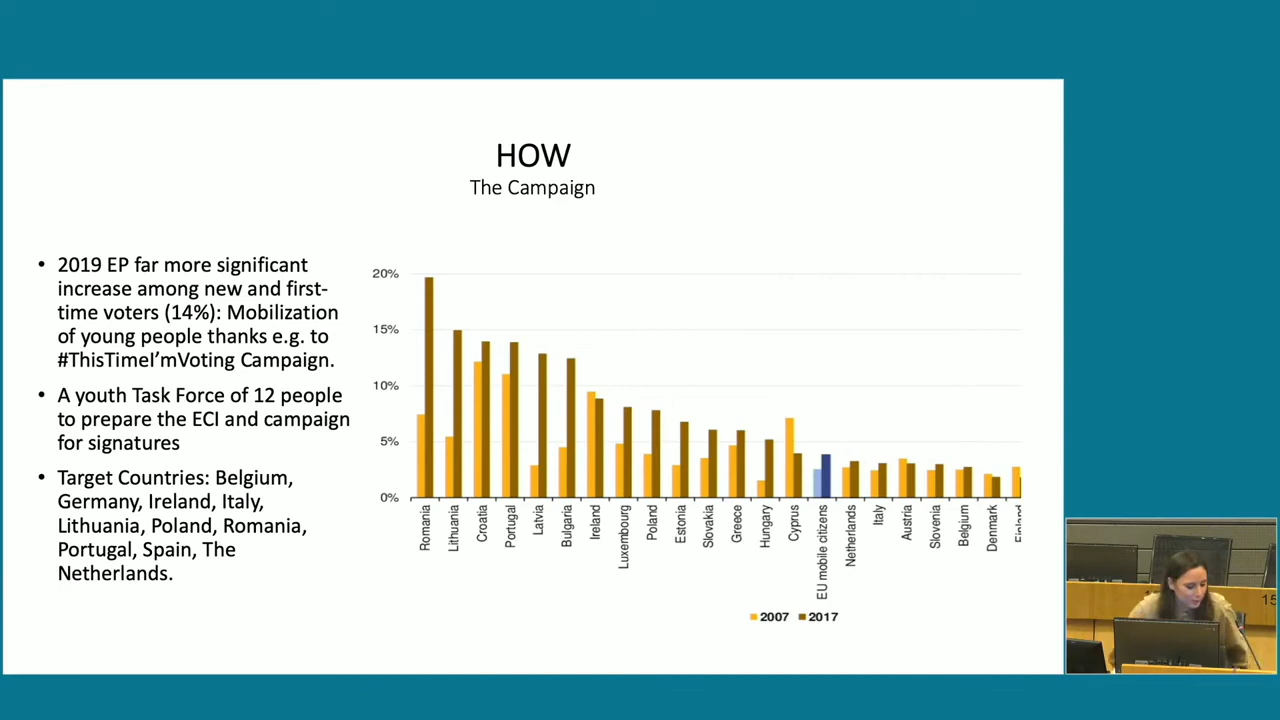 HOW
The Campaign
• 2019 EP far more significant
increase among new and first-
time voters (14%): Mobilization
of young people thanks e.g. to
#ThisTimeI’mVoting Campaign.
• A youth Task Force of 12 people
to prepare the ECI and campaign
for signatures
• Target Countries: Belgium,
Germany, Ireland, Italy,
Lithuania, Poland, Romania,
Portugal, Spain, The
Netherlands.
20%
15%
10%
5%
0%
Romania
Lithuania
Croatia
Portugal
Latvia
Bulgaria
Ireland
Luxembourg
Poland
Estonia
Slovakia
Greece
Hungary
Cyprus
EU mobile citizens
Netherlands
Italy
Austria
Slovenia
Belgium
Denmark
2007 2017
15